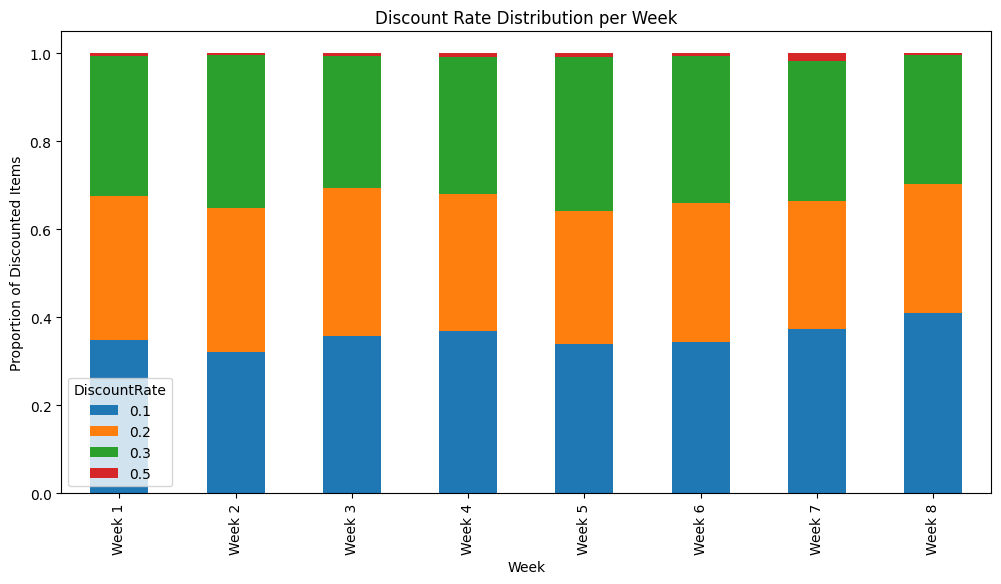 Discount Rate Distribution per Week
Proportion of Discounted Items
1.0
0.8
0.6
0.4
0.2
0.0
DiscountRate
0.1
0.2
0.3
0.5
Week 1
Week 2
Week 3
Week 4
Week 5
Week 6
Week 7
Week 8
Week